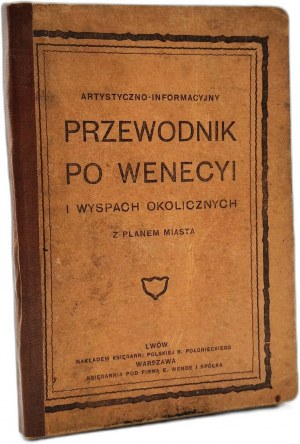 ARTYSTYCZNO-INFORMACYJNY
PRZEWODNIK
PO WENECYI
I WYSPACH OKOLICZNYCH
Z PLANEM MIASTA
LWÓW
NAKŁADEM KSIĘGARNI POLSKIEJ B. POŁONIECKIEGO
WARSZAWA
KSIĘGARNIA POD FIRMĄ E. WENDE I SPÓŁKA